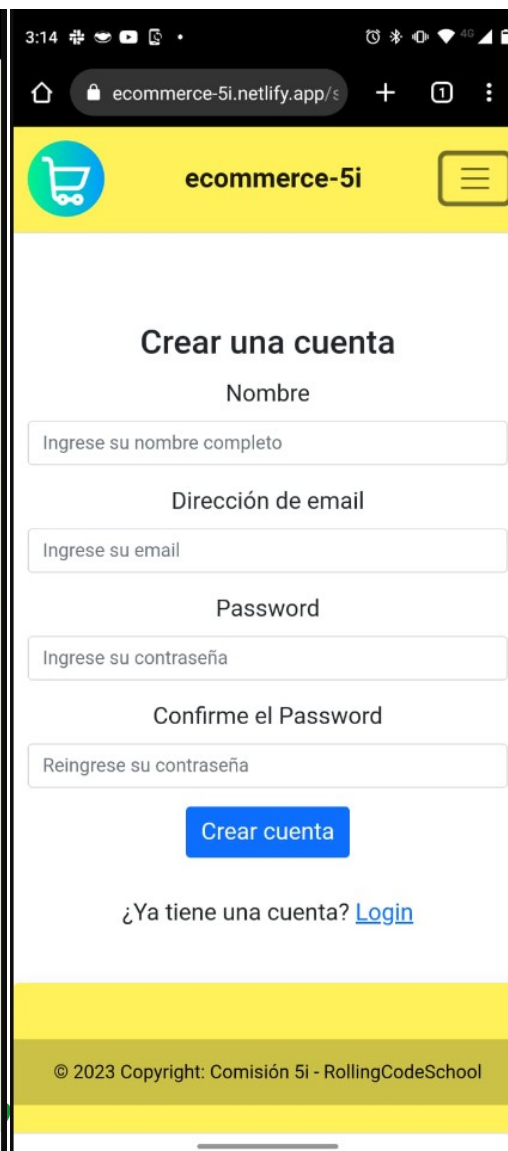 3:14
4G
ecommerce-5i.netlify.app/s
1
ecommerce-5i
Crear una cuenta
Nombre
Ingrese su nombre completo
Dirección de email
Ingrese su email
Password
Ingrese su contraseña
Confirme el Password
Reingrese su contraseña
Crear cuenta
¿Ya tiene una cuenta? Login
© 2023 Copyright: Comisión 5i - RollingCodeSchool